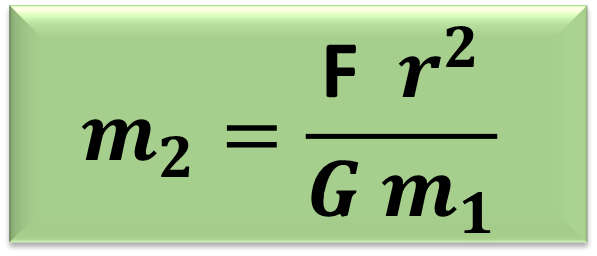 m₂ = F r² / G m₁